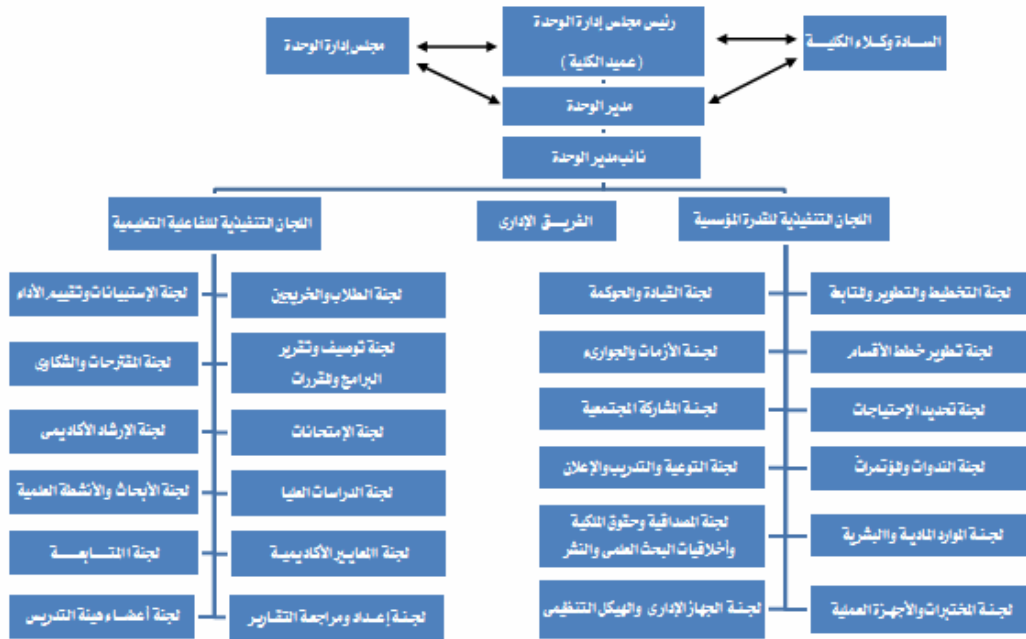 السادة وكلاء الكلية
رئيس مجلس إدارة الوحدة
(عميد الكلية)
مجلس إدارة الوحدة
مدير الوحدة
نائب مدير الوحدة
اللجان التنفيذية للقدرة المؤسسية
الفريق الإدارى
اللجان التنفيذية للفاعلية التعليمية
لجنة التخطيط والتطوير والمتابعة
لجنة القيادة والحوكمة
لجنة تطوير خطط الأقسام
لجنة الأزمات والجوارىء
لجنة تحديد الإحتياجات
لجنة المشاركة المجتمعية
لجنة الندوات والمؤتمرات
لجنة التوعية والتدريب والإعلان
لجنة الموارد المادية والبشرية
لجنة المصداقية وحقوق الملكية
وأخلاقيات البحث العلمى والنشر
لجنة المختبرات والأجهزة العملية
لجنة الجهاز الإدارى والهيكل التنظيمى
لجنة الطلاب والخريجين
لجنة الإستبيانات وتقييم الأداء
لجنة توصيف وتقرير
البرامج والمقررات
لجنة المقترحات والشكاوى
لجنة الإمتحانات
لجنة الإرشاد الأكاديمى
لجنة الدراسات العليا
لجنة الأبحاث والأنشطة العلمية
لجنة المعايير الأكاديمية
لجنة المتابعة
لجنة إعداد ومراجعة التقارير
لجنة أعضاء هيئة التدريس